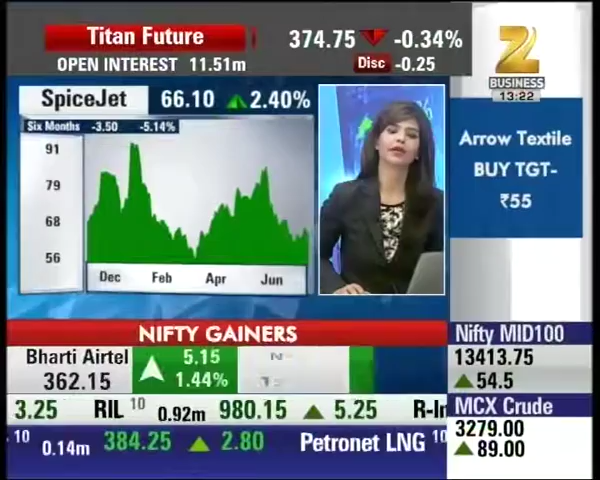 Titan Future
374.75 -0.34%
OPEN INTEREST 11.51m
Disc -0.25
Z
BUSINESS
13:22
SpiceJet 66.10 2.40%
Six Months -3.50 -5.14%
91
79
68
56
Dec Feb Apr Jun
Arrow Textile
BUY TGT-
₹55
NIFTY GAINERS
Bharti Airtel 5.15
362.15 1.44%
Nifty MID100
13413.75
54.5
3.25 RIL 10 0.92m 980.15 5.25 R-In
MCX Crude
3279.00
89.00
10 0.14m 384.25 2.80 Petronet LNG 10